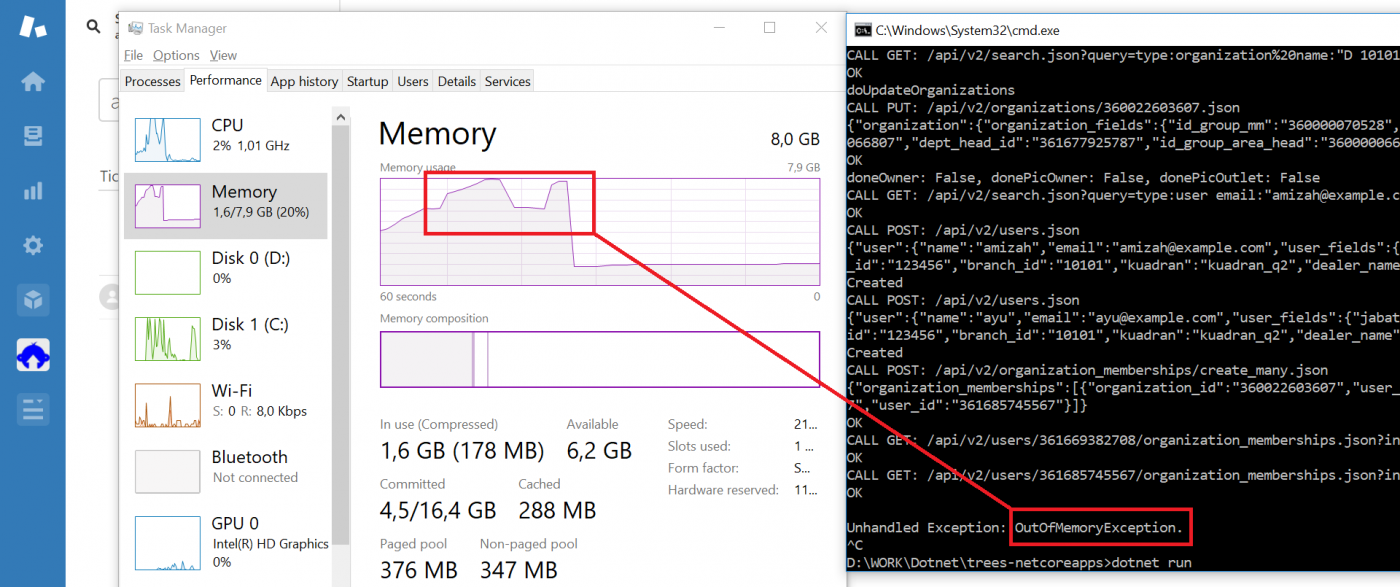 Task Manager
File Options View
Processes Performance App history Startup Users Details Services
CPU
2% 1,01 GHz
Memory
1,6/7,9 GB (20%)
Disk 0 (D:)
0%
Disk 1 (C:)
3%
Wi-Fi
S: 0 R: 8,0 Kbps
Bluetooth
Not connected
GPU 0
Intel(R) HD Graphics
0%
Memory
8,0 GB
Memory usage
7,9 GB
60 seconds
0
Memory composition
In use (Compressed)
1,6 GB (178 MB)
Available
6,2 GB
Committed
4,5/16,4 GB
Cached
288 MB
Paged pool
376 MB
Non-paged pool
347 MB
Speed: 21...
Slots used: 1 ...
Form factor: S...
Hardware reserved: 11...
Tic
C:\Windows\System32\cmd.exe
CALL GET: /api/v2/search.json?query=type:organization%20name:"D 10101
OK
doUpdateOrganizations
CALL PUT: /api/v2/organizations/360022603607.json
{"organization":{"organization_fields":{"id_group_mm":"360000070528",
066807","dept_head_id":"361677925787","id_group_area_head":"360000066
OK
doneOwner: False, donePicOwner: False, donePicOutlet: False
CALL GET: /api/v2/search.json?query=type:user email:"amizah@example.c
OK
CALL POST: /api/v2/users.json
{"user":{"name":"amizah","email":"amizah@example.com","user_fields":{
_id":"123456","branch_id":"10101","kuadran":"kuadran_q2","dealer_name
Created
CALL POST: /api/v2/users.json
{"user":{"name":"ayu","email":"ayu@example.com","user_fields":{"jabat
id":"123456","branch_id":"10101","kuadran":"kuadran_q2","dealer_name"
Created
CALL POST: /api/v2/organization_memberships/create_many.json
{"organization_memberships":[{"organization_id":"360022603607","user_
7","user_id":"361685745567"}]}
OK
CALL GET: /api/v2/users/361669382708/organization_memberships.json?in
OK
CALL GET: /api/v2/users/361685745567/organization_memberships.json?in
OK
Unhandled Exception: OutOfMemoryException.
^C
D:\WORK\Dotnet\trees-netcoreapps>dotnet run